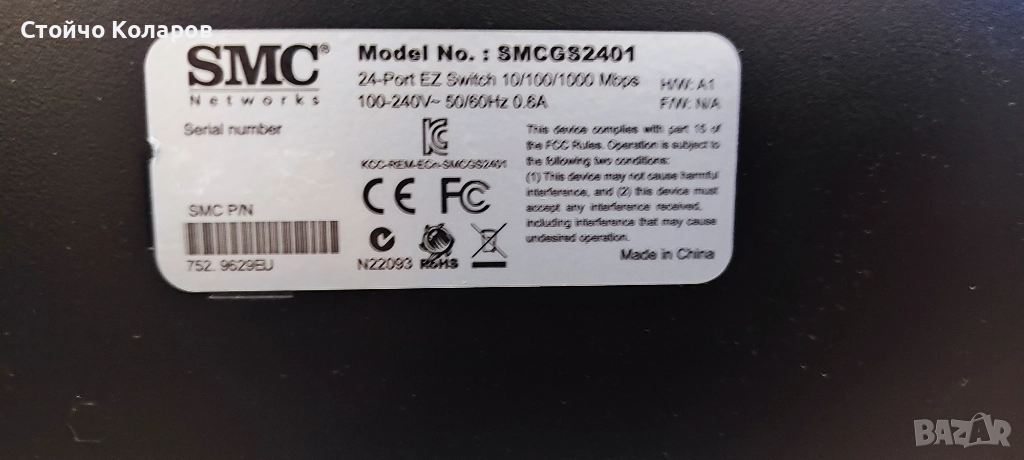 Стойчо Коларов
SMC®
Networks
Model No. : SMCGS2401
24-Port EZ Switch 10/100/1000 Mbps
H/W: A1
100-240V~ 50/60Hz 0.6A
F/W: N/A
Serial number
KCC-REM-ECn-SMCGS2401
This device complies with part 15 of
the FCC Rules. Operation is subject to
the following two conditions:
(1) This device may not cause harmful
interference, and (2) this device must
accept any interference received,
including interference that may cause
undesired operation.
CE FC
SMC P/N
752. 9629EU
N22093
RoHS
Made in China
BAZAR